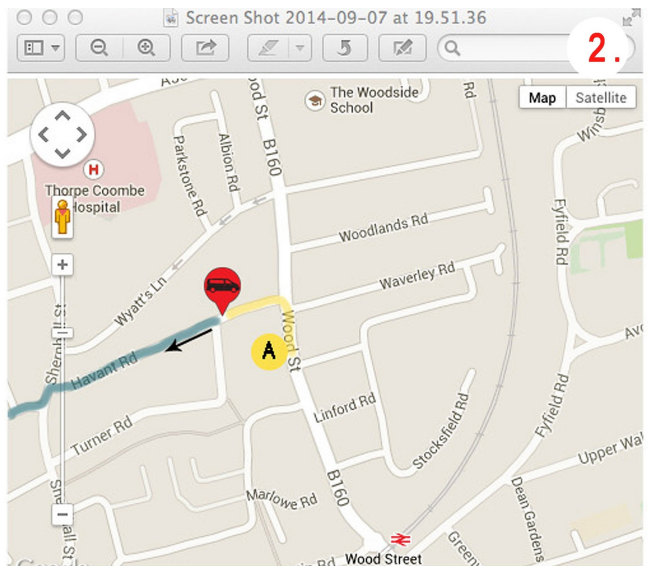 Screen Shot 2014-09-07 at 19.51.36
2.
Map
Satellite
The Woodside
School
Rd
B160
Albion Rd
Parkstone Rd
H
Thorpe Coombe
Hospital
Woodlands Rd
Fyfield Rd
Waverley Rd
Wyatt's Ln
Wood St
A
Havant Rd
Linford Rd
Stocksfield Rd
Fyfield Rd
Turner Rd
Upper Wal
B160
Marlowe Rd
Dean Gardens
Wood Street